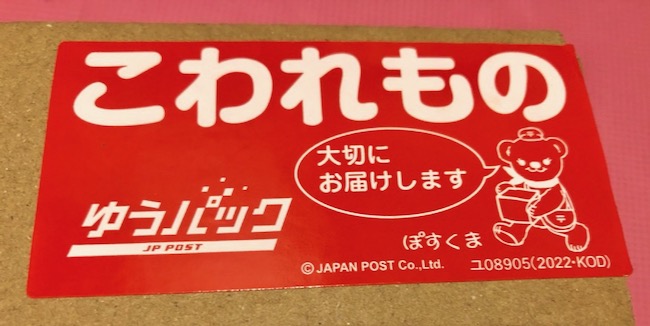 こわれもの
大切に
お届けします
ゆうパック
JP POST
ぽすくま
© JAPAN POST Co.,Ltd.
ユ08905(2022・KOD)